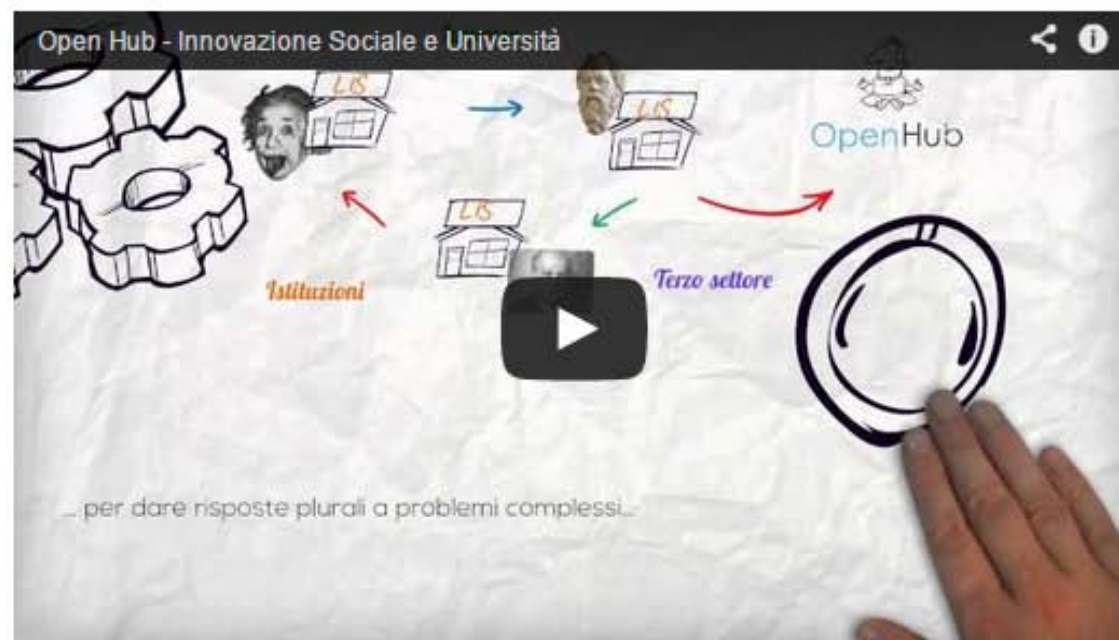 Open Hub - Innovazione Sociale e Università
LIS
LIS
OpenHub
LIS
Istituzioni
Terzo settore
... per dare risposte plurali a problemi complessi...